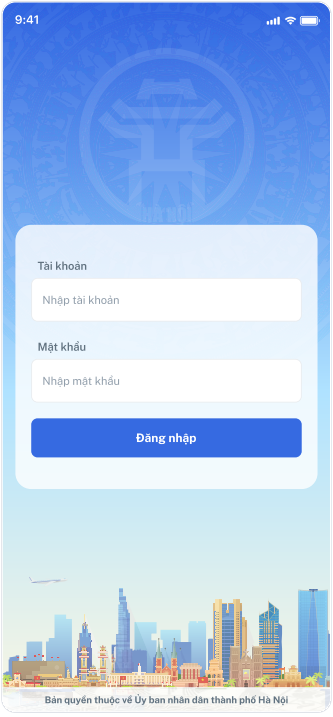 9:41
Tài khoản
Nhập tài khoản
Mật khẩu
Nhập mật khẩu
Đăng nhập
Bản quyền thuộc về Ủy ban nhân dân thành phố Hà Nội